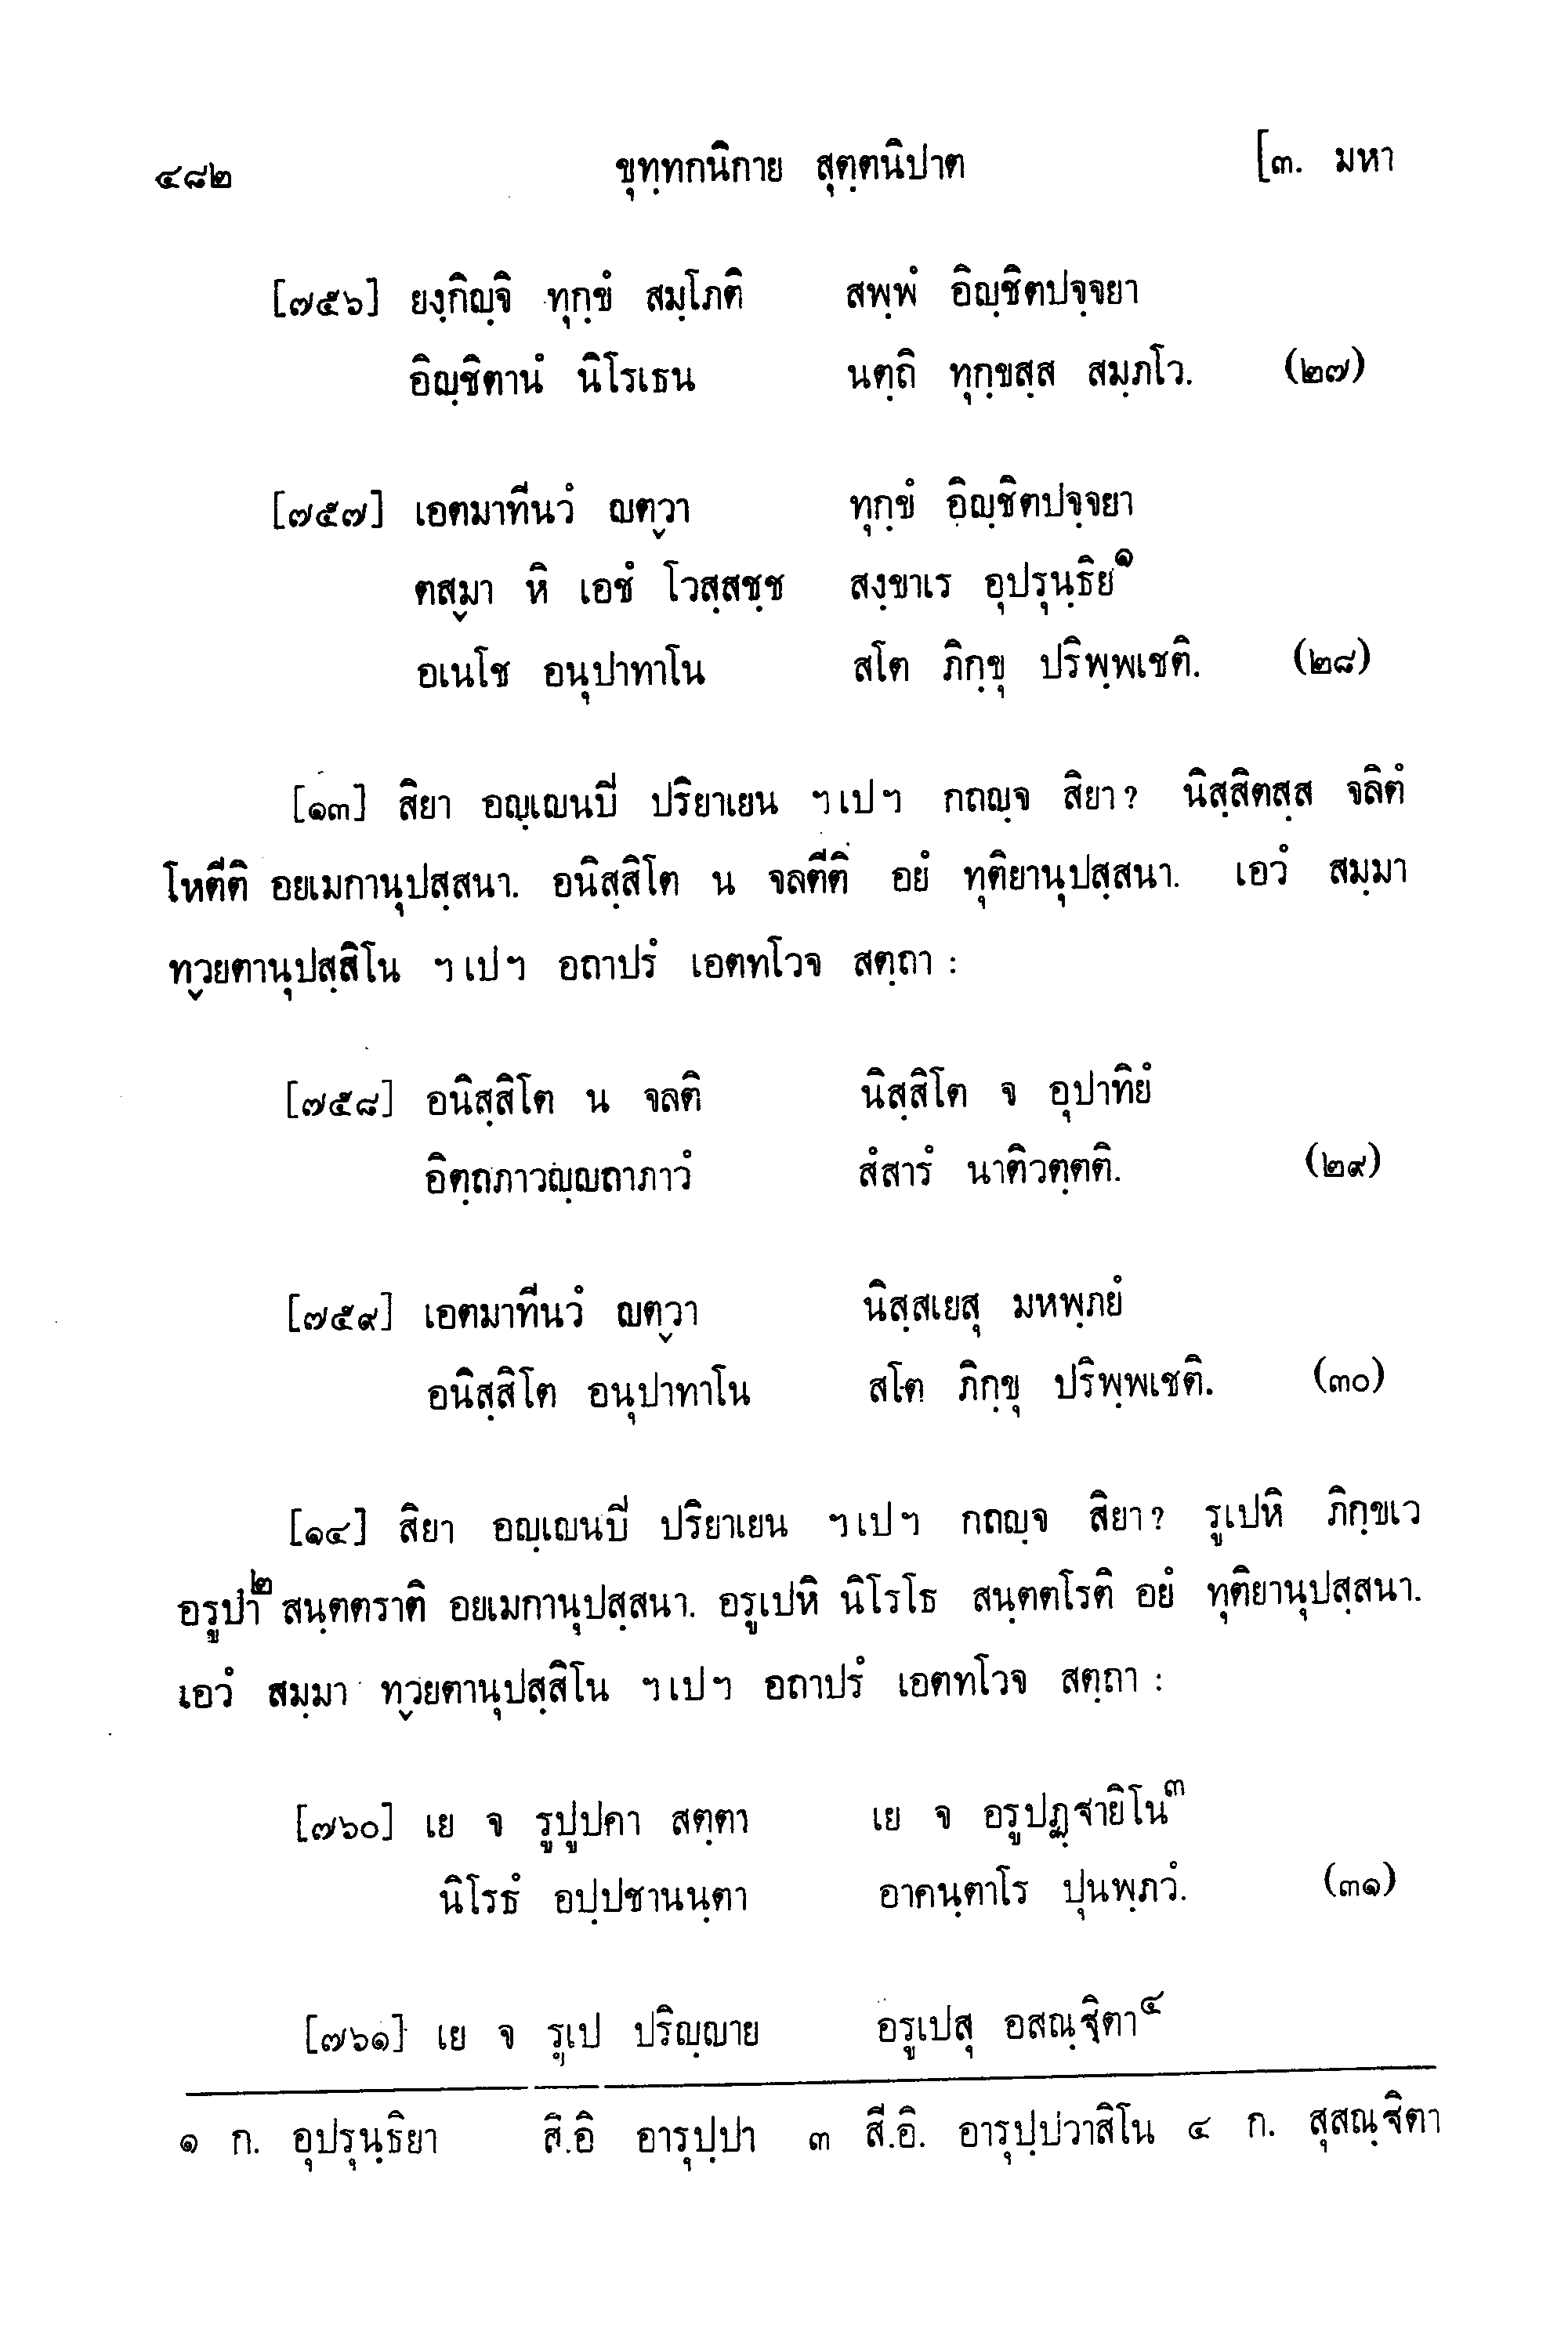 ๔๘๒ ขุทฺทกนิกาย สุตฺตนิปาต [๓. มหา
[๗๕๖] ยงฺกิญฺจิ ทุกฺขํ สมฺโภติ สพฺพํ อิญฺชิตปจฺจยา
อิญฺชิตานํ นิโรเธน นตฺถิ ทุกฺขสฺส สมฺภโว. (๒๗)
[๗๕๗] เอตมาทีนวํ ญตฺวา ทุกฺขํ อิญฺชิตปจฺจยา
ตสฺมา หิ เอชํ โวสฺสชฺช สงฺขาเร อุปรุนฺธิย๑
อเนโช อนุปาทาโน สโต ภิกฺขุ ปริพฺพเชติ. (๒๘)
[๑๓] สิยา อญฺเญนปิ ปริยาเยน ฯเปฯ กถญฺจ สิยา? นิสฺสิตสฺส จลิตํ
โหตีติ อยเมกานุปสฺสนา. อนิสฺสิโต น จลตีติ อยํ ทุติยานุปสฺสนา. เอวํ สมฺมา
ทฺวยตานุปสฺสิโน ฯเปฯ อถาปรํ เอตทโวจ สตฺถา :
[๗๕๘] อนิสฺสิโต น จลติ นิสฺสิโต จ อุปาทิยํ
อิตฺถภาวญฺญถาภาวํ สํสารํ นาติวตฺตติ. (๒๙)
[๗๕๙] เอตมาทีนวํ ญตฺวา นิสฺสเยสุ มหพฺภยํ
อนิสฺสิโต อนุปาทาโน สโต ภิกฺขุ ปริพฺพเชติ. (๓๐)
[๑๔] สิยา อญฺเญนปิ ปริยาเยน ฯเปฯ กถญฺจ สิยา? รูเปหิ ภิกฺขเว
อรูปา๒ สนฺตตราติ อยเมกานุปสฺสนา. อรูเปหิ นิโรโธ สนฺตตโรติ อยํ ทุติยานุปสฺสนา.
เอวํ สมฺมา ทฺวยตานุปสฺสิโน ฯเปฯ อถาปรํ เอตทโวจ สตฺถา :
[๗๖๐] เย จ รูปูปคา สตฺตา เย จ อรูปฏฺฐายิโน๓
นิโรธํ อปฺปชานนฺตา อาคนฺตาโร ปุนพฺภวํ. (๓๑)
[๗๖๑] เย จ รูเป ปริญฺญาย อรูเปสุ อสณฺฐิตา๔
๑ ก. อุปรุนฺธิยา สี.อิ อารุปฺปา ๓ สี.อิ. อารุปฺปวาสิโน ๔ ก. สุสณฺฐิตา